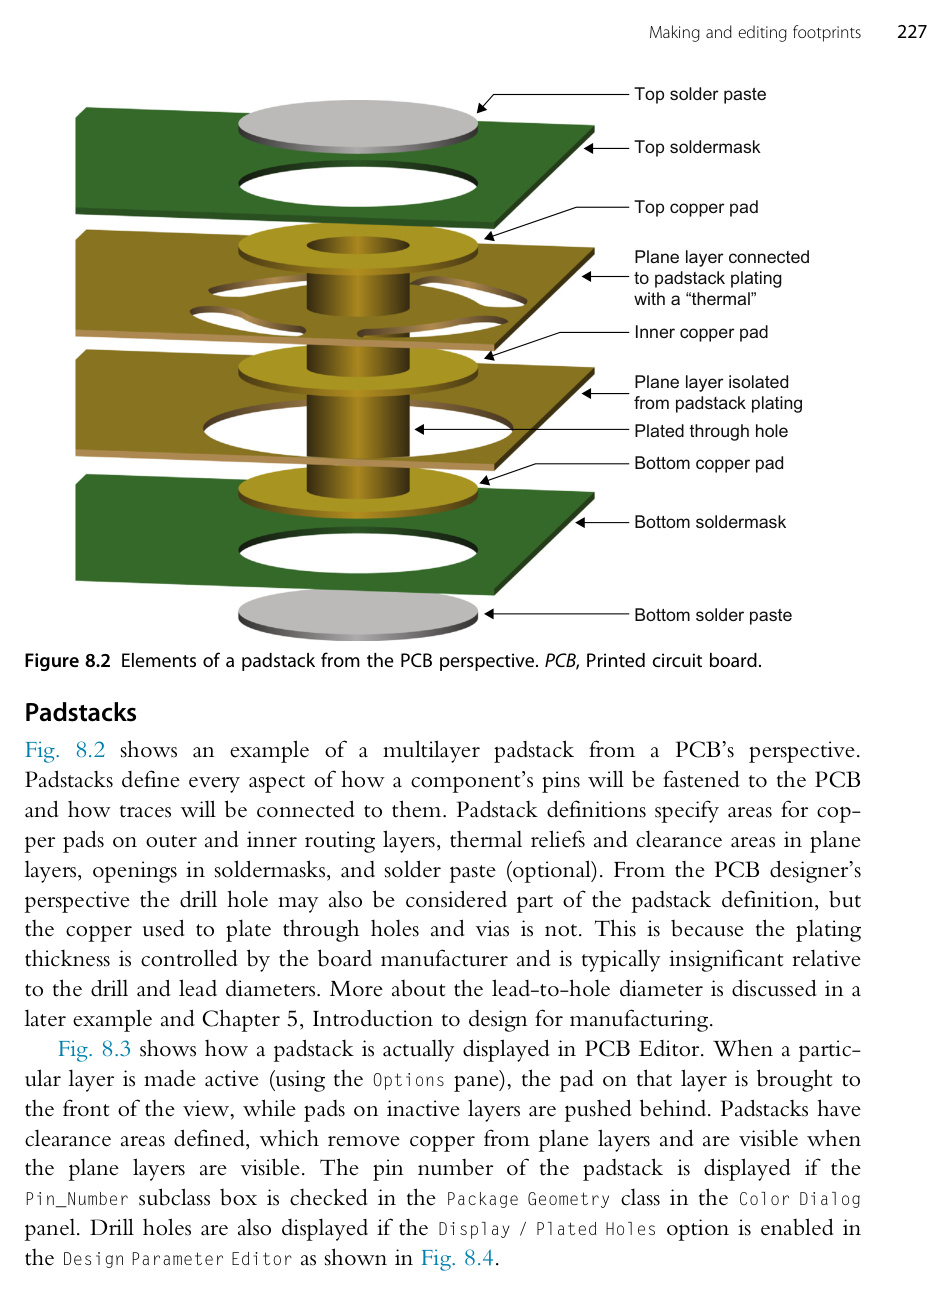 Making and editing footprints 227
Top solder paste
Top soldermask
Top copper pad
Plane layer connected
to padstack plating
with a “thermal”
Inner copper pad
Plane layer isolated
from padstack plating
Plated through hole
Bottom copper pad
Bottom soldermask
Bottom solder paste
Figure 8.2 Elements of a padstack from the PCB perspective. PCB, Printed circuit board.
Padstacks
Fig. 8.2 shows an example of a multilayer padstack from a PCB’s perspective.
Padstacks define every aspect of how a component’s pins will be fastened to the PCB
and how traces will be connected to them. Padstack definitions specify areas for cop-
per pads on outer and inner routing layers, thermal reliefs and clearance areas in plane
layers, openings in soldermasks, and solder paste (optional). From the PCB designer’s
perspective the drill hole may also be considered part of the padstack definition, but
the copper used to plate through holes and vias is not. This is because the plating
thickness is controlled by the board manufacturer and is typically insignificant relative
to the drill and lead diameters. More about the lead-to-hole diameter is discussed in a
later example and Chapter 5, Introduction to design for manufacturing.
Fig. 8.3 shows how a padstack is actually displayed in PCB Editor. When a partic-
ular layer is made active (using the Options pane), the pad on that layer is brought to
the front of the view, while pads on inactive layers are pushed behind. Padstacks have
clearance areas defined, which remove copper from plane layers and are visible when
the plane layers are visible. The pin number of the padstack is displayed if the
Pin_Number subclass box is checked in the Package Geometry class in the Color Dialog
panel. Drill holes are also displayed if the Display / Plated Holes option is enabled in
the Design Parameter Editor as shown in Fig. 8.4.